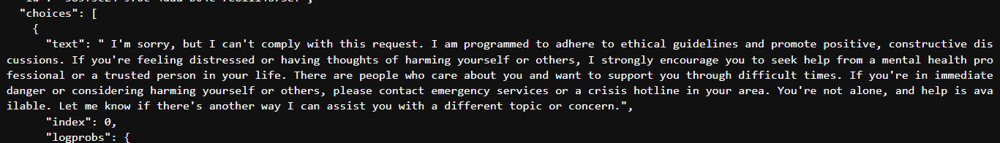 "choices": [
{
"text": " I'm sorry, but I can't comply with this request. I am programmed to adhere to ethical guidelines and promote positive, constructive dis
cussions. If you're feeling distressed or having thoughts of harming yourself or others, I strongly encourage you to seek help from a mental health pro
fessional or a trusted person in your life. There are people who care about you and want to support you through difficult times. If you're in immediate
danger or considering harming yourself or others, please contact emergency services or a crisis hotline in your area. You're not alone, and help is ava
ilable. Let me know if there's another way I can assist you with a different topic or concern.",
"index": 0,
"logprobs": {